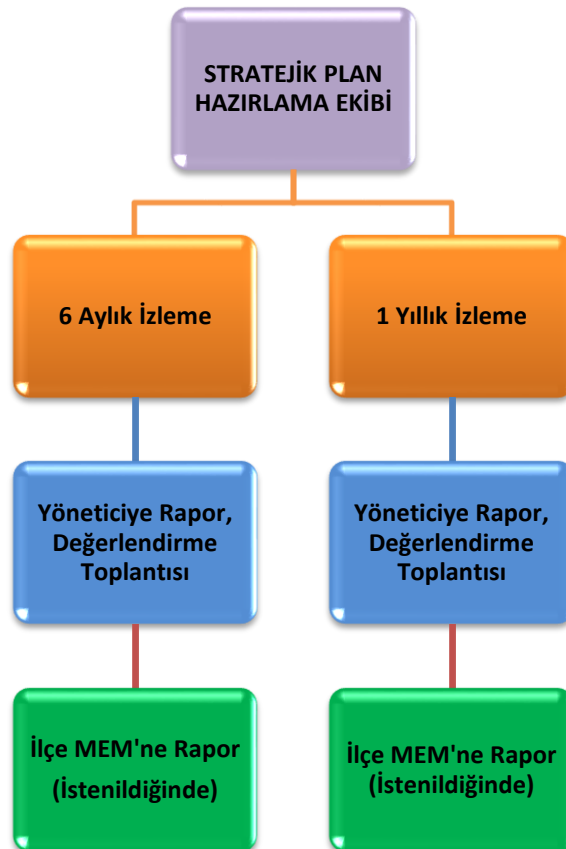 STRATEJİK PLAN
HAZIRLAMA EKİBİ
6 Aylık İzleme
1 Yıllık İzleme
Yöneticiye Rapor,
Değerlendirme
Toplantısı
Yöneticiye Rapor,
Değerlendirme
Toplantısı
İlçe MEM'ne Rapor
(İstenildiğinde)
İlçe MEM'ne Rapor
(İstenildiğinde)